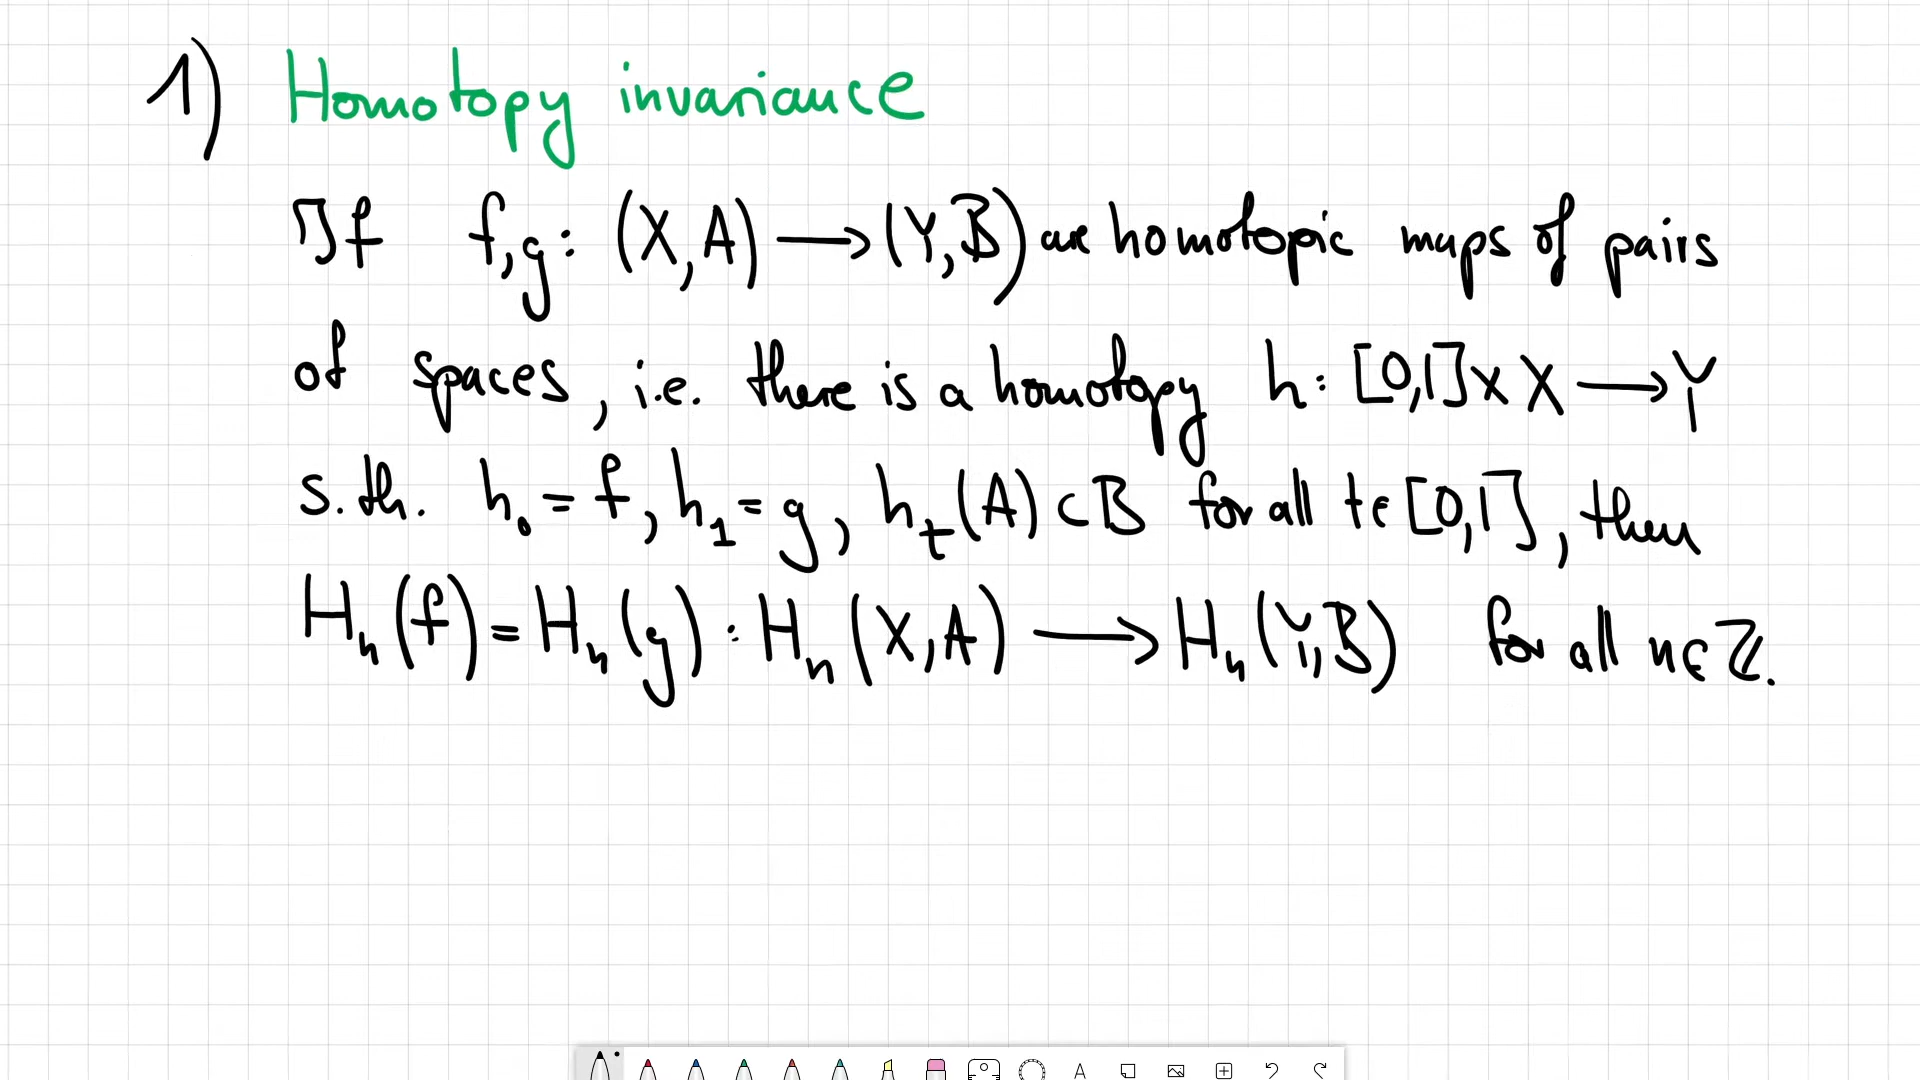 1) Homotopy invariance
If f,g: (X,A) ⟶ (Y,B) are homotopic maps of pairs
of spaces, i.e. there is a homotopy h: [0,1] × X ⟶ Y
s.th. h₀ = f, h₁ = g, hₜ(A) ⊂ B for all t ∈ [0,1], then
Hₙ(f) = Hₙ(g) : Hₙ(X,A) ⟶ Hₙ(Y,B) for all n ∈ ℤ.